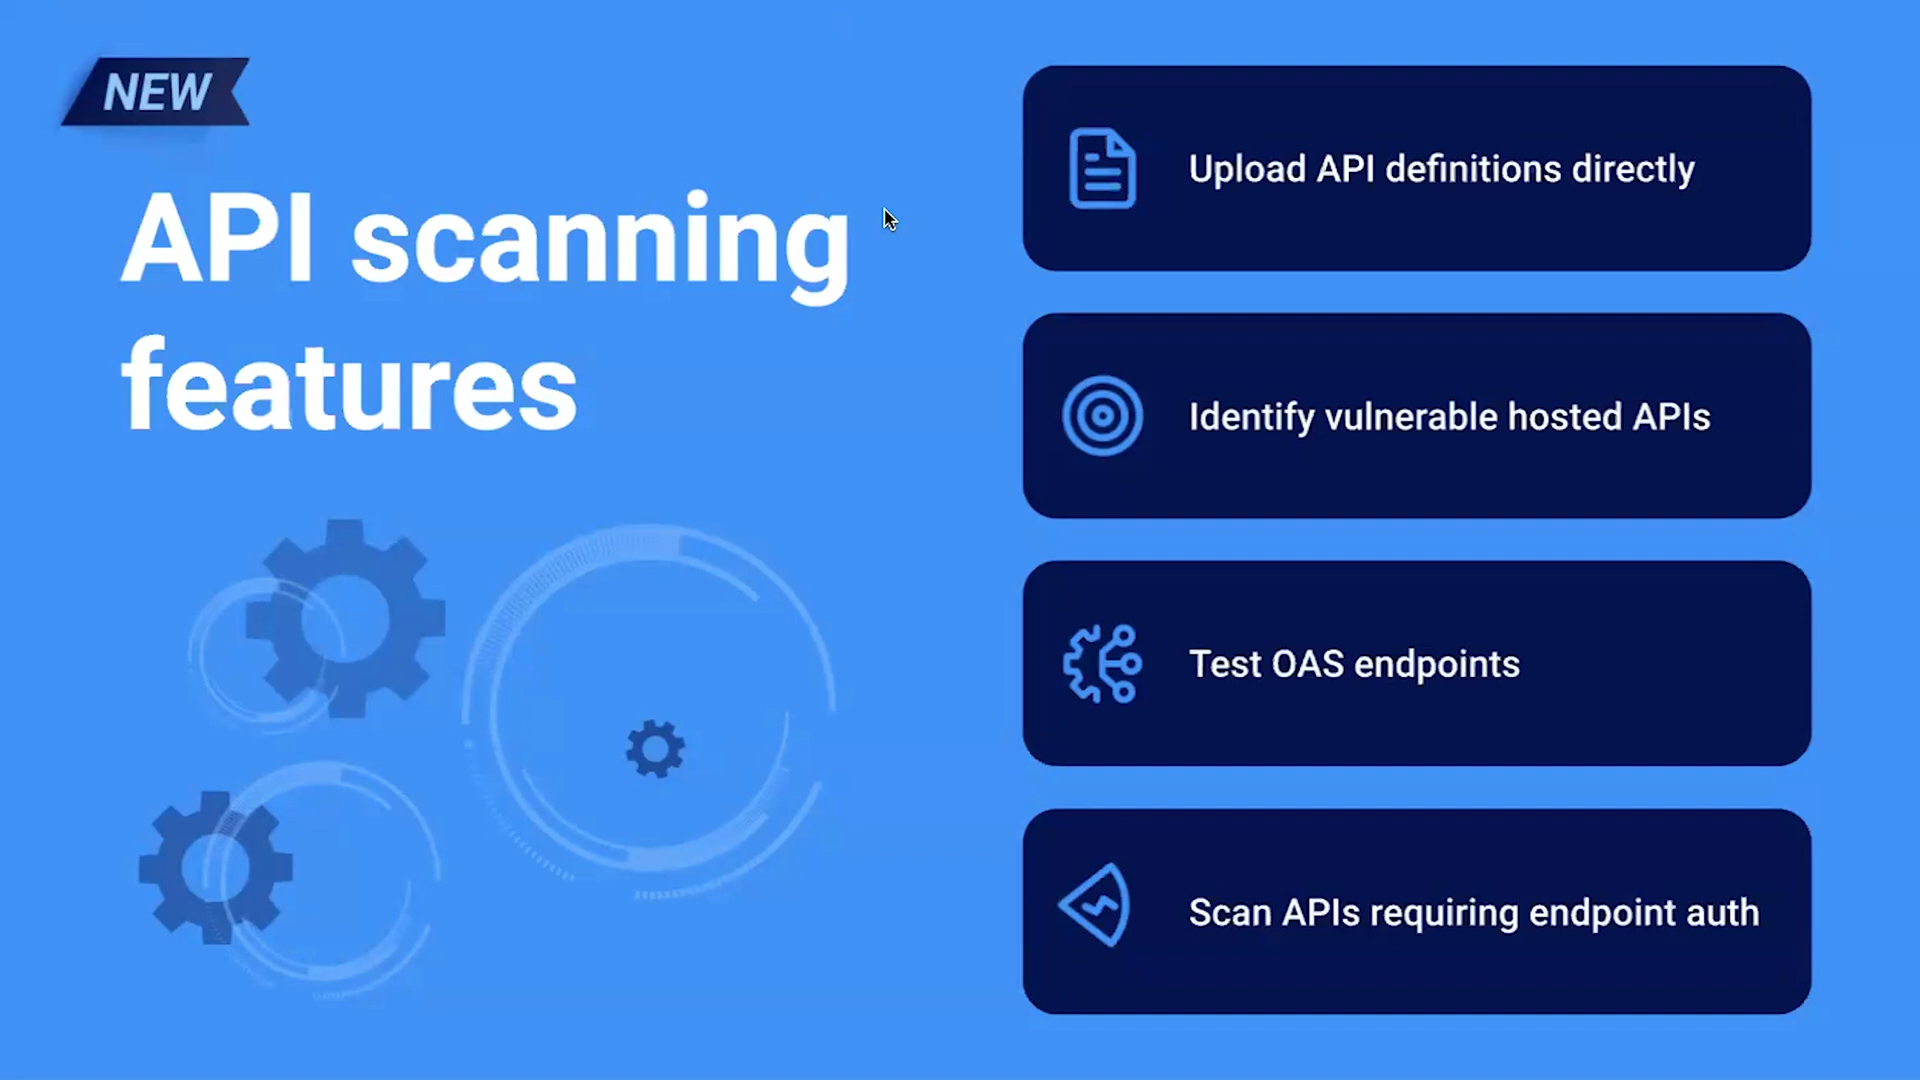 NEW
API scanning
features
Upload API definitions directly
Identify vulnerable hosted APIs
Test OAS endpoints
Scan APIs requiring endpoint auth